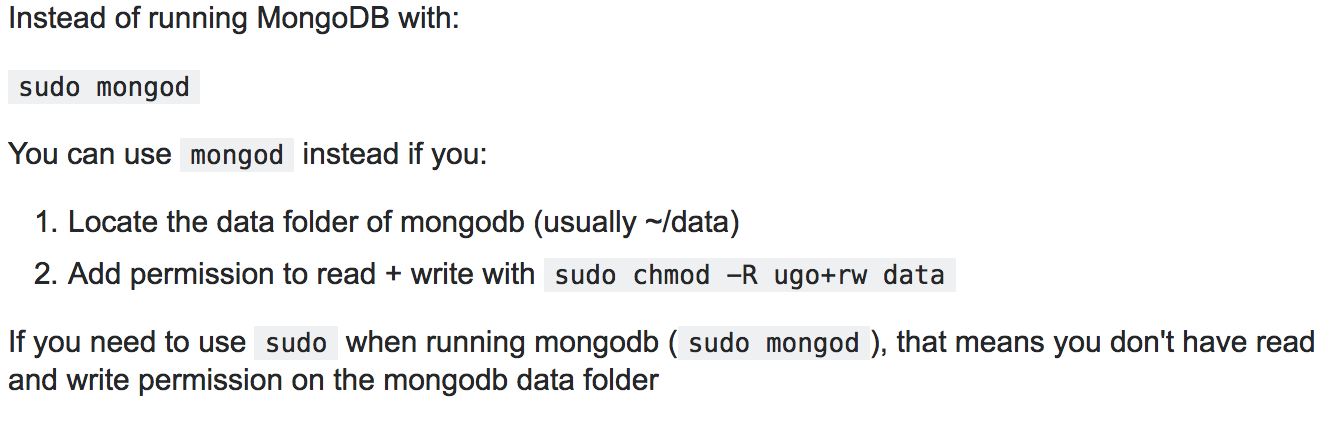 Instead of running MongoDB with:
sudo mongod
You can use mongod instead if you:
1. Locate the data folder of mongodb (usually ~/data)
2. Add permission to read + write with sudo chmod -R ugo+rw data
If you need to use sudo when running mongodb ( sudo mongod ), that means you don't have read
and write permission on the mongodb data folder